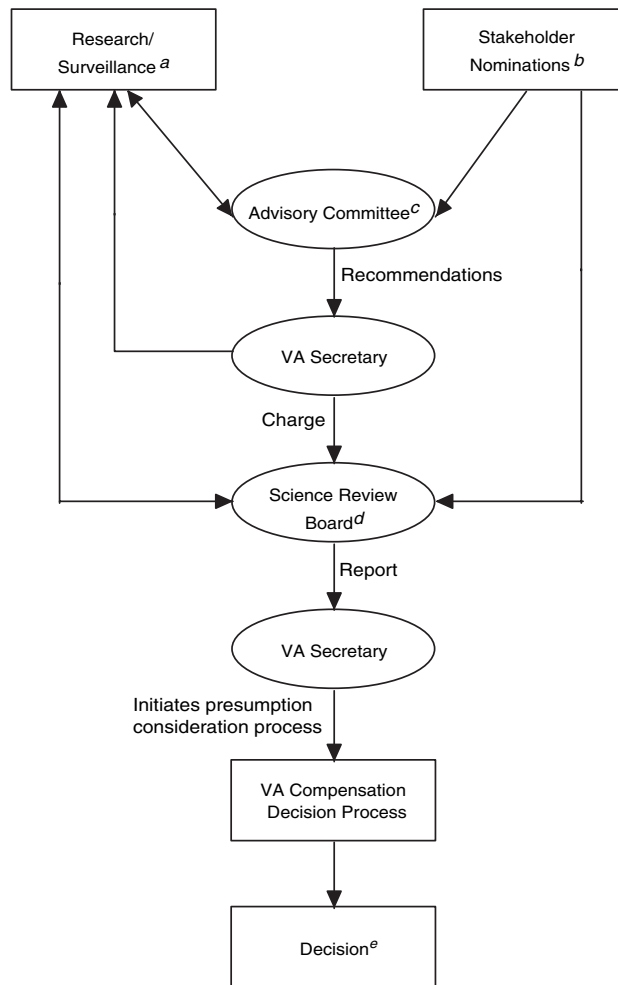 Research/
Surveillance a
Stakeholder
Nominations b
Advisory Committee c
Recommendations
VA Secretary
Charge
Science Review
Board d
Report
VA Secretary
Initiates presumption
consideration process
VA Compensation
Decision Process
Decision e